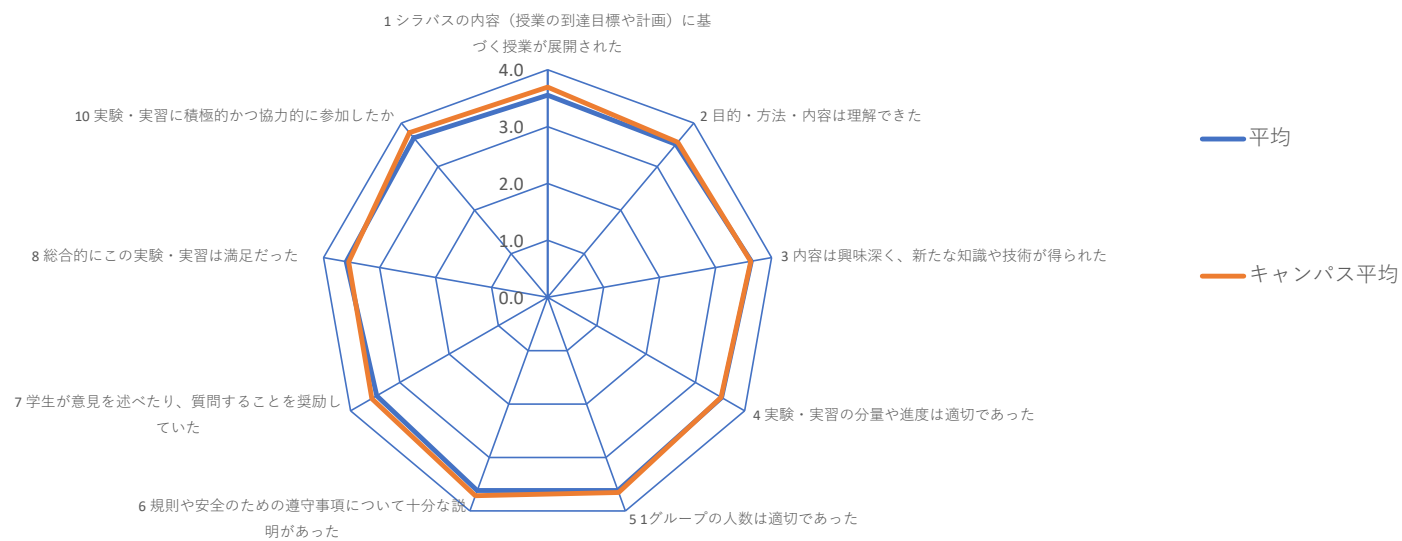 1 シラバスの内容（授業の到達目標や計画）に基
づく授業が展開された
4.0
3.0
2.0
1.0
0.0
2 目的・方法・内容は理解できた
3 内容は興味深く、新たな知識や技術が得られた
4 実験・実習の分量や進度は適切であった
5 1グループの人数は適切であった
6 規則や安全のための遵守事項について十分な説
明があった
7 学生が意見を述べたり、質問することを奨励し
ていた
8 総合的にこの実験・実習は満足だった
10 実験・実習に積極的かつ協力的に参加したか
平均
キャンパス平均